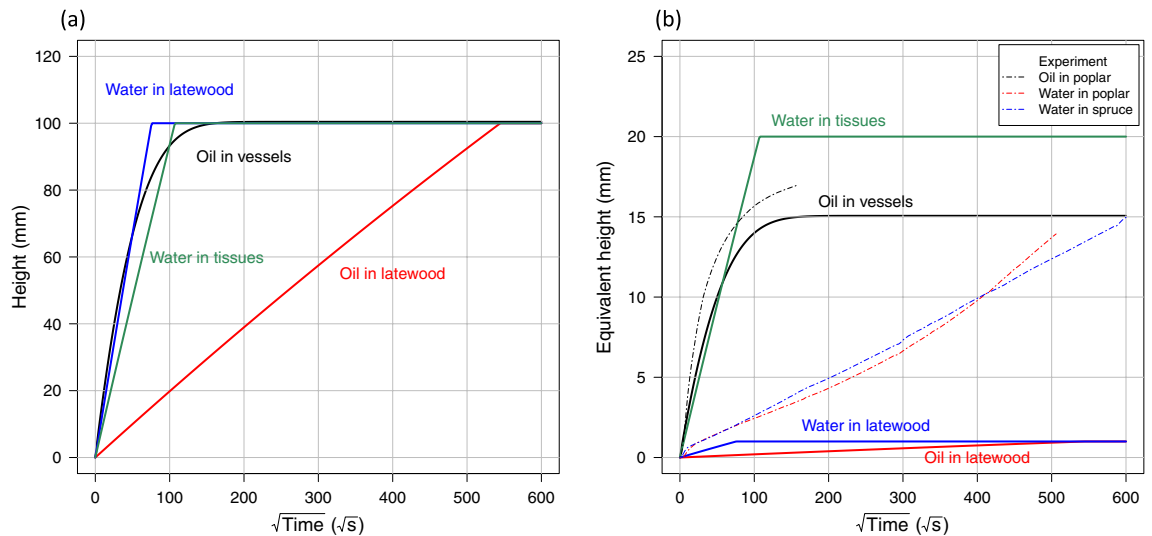 (a)
120
100
80
60
40
20
0
Height (mm)
Water in latewood
Oil in vessels
Water in tissues
Oil in latewood
0 100 200 300 400 500 600
√Time (√s)
(b)
25
20
15
10
5
0
Equivalent height (mm)
Experiment
Oil in poplar
Water in poplar
Water in spruce
Water in tissues
Oil in vessels
Water in latewood
Oil in latewood
0 100 200 300 400 500 600
√Time (√s)